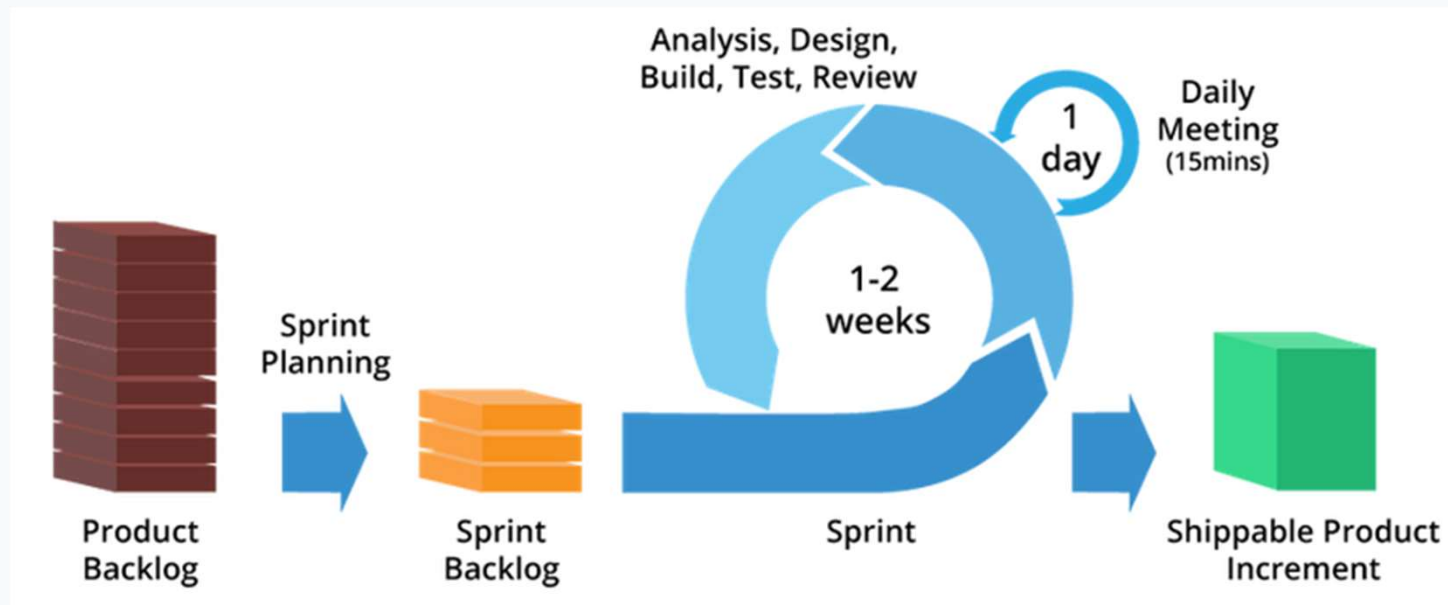 Analysis, Design,
Build, Test, Review
1
day
Daily
Meeting
(15mins)
1-2
weeks
Sprint
Planning
Product
Backlog
Sprint
Backlog
Sprint
Shippable Product
Increment